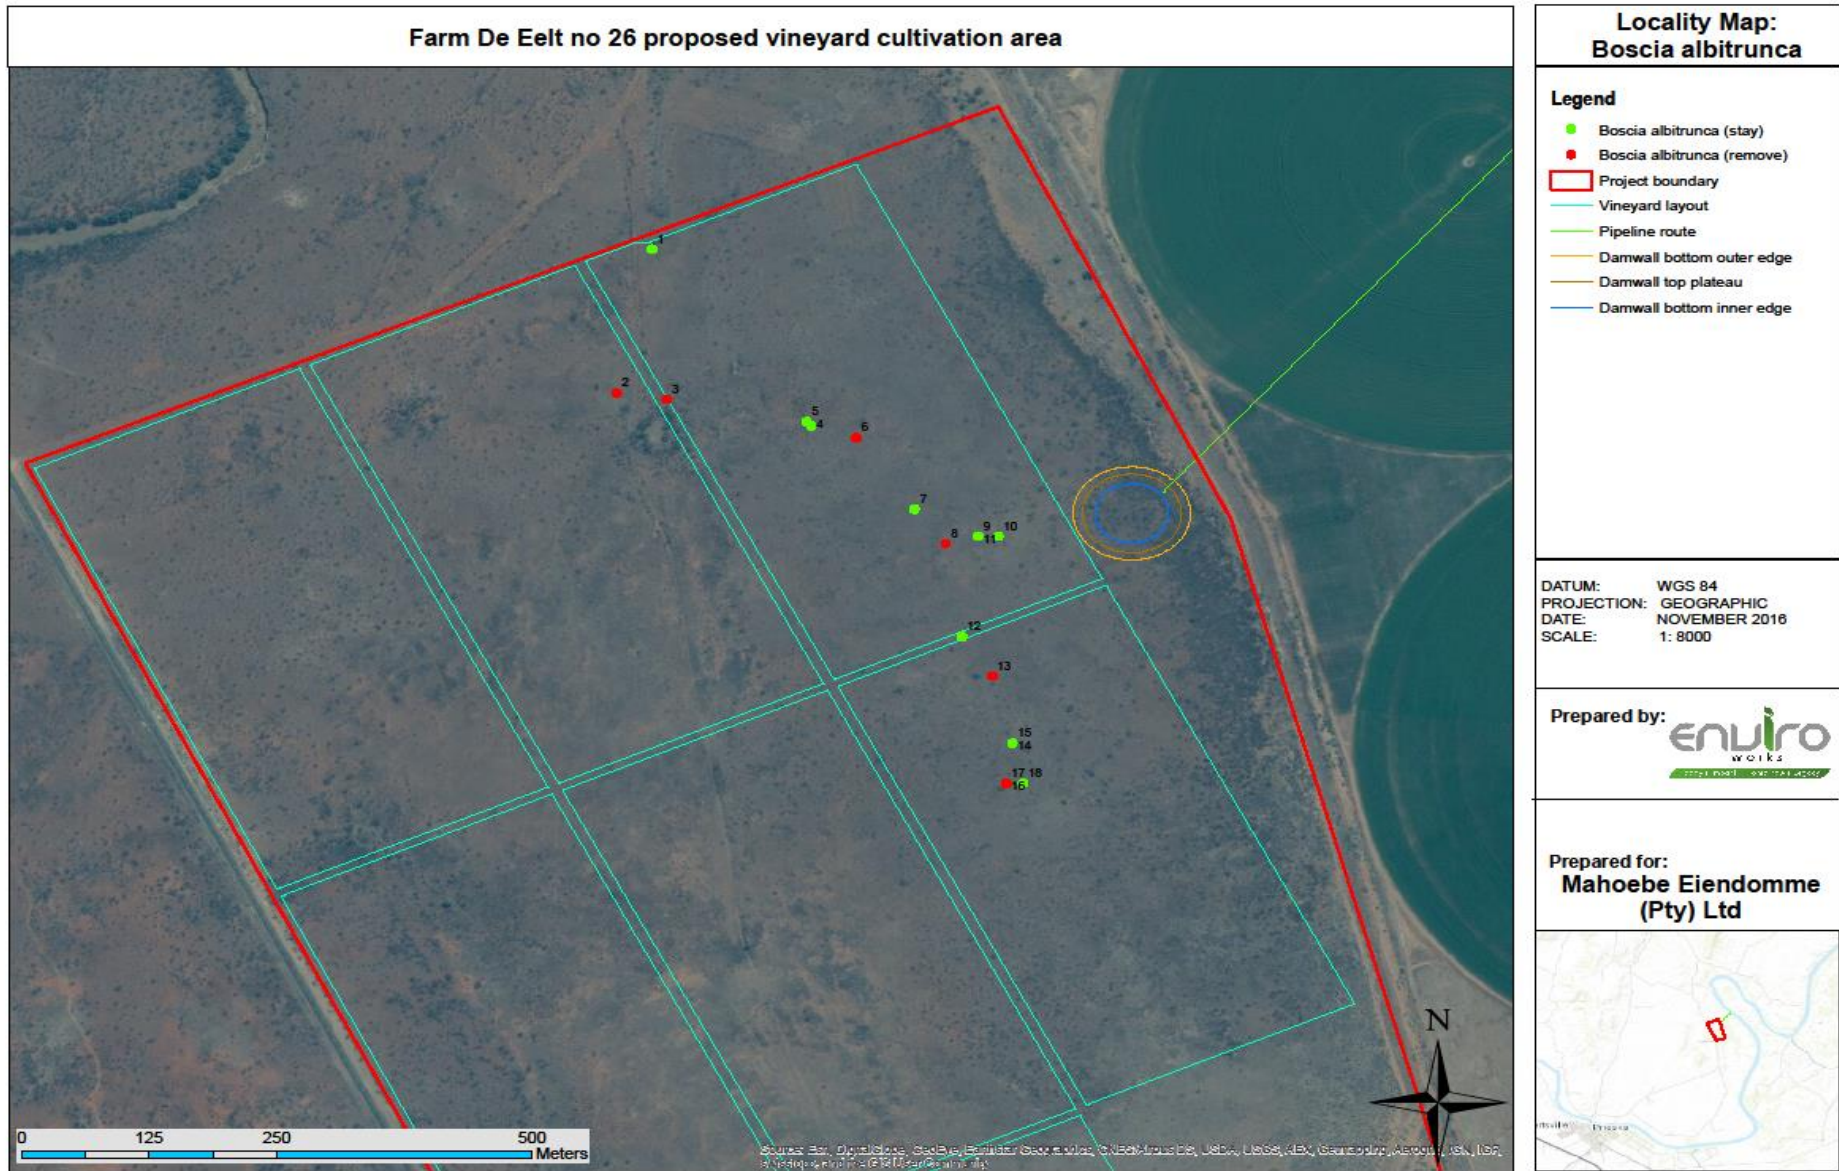 Farm De Eelt no 26 proposed vineyard cultivation area
1
2
3
5
4
6
7
8
9
10
11
12
13
15
14
17
18
16
0
125
250
500
Meters
N
Locality Map:
Boscia albitrunca
Legend
Boscia albitrunca (stay)
Boscia albitrunca (remove)
Project boundary
Vineyard layout
Pipeline route
Damwall bottom outer edge
Damwall top plateau
Damwall bottom inner edge
DATUM: WGS 84
PROJECTION: GEOGRAPHIC
DATE: NOVEMBER 2016
SCALE: 1: 8000
Prepared by:
enviro
works
Prepared for:
Mahoebe Eiendomme
(Pty) Ltd
Prieska